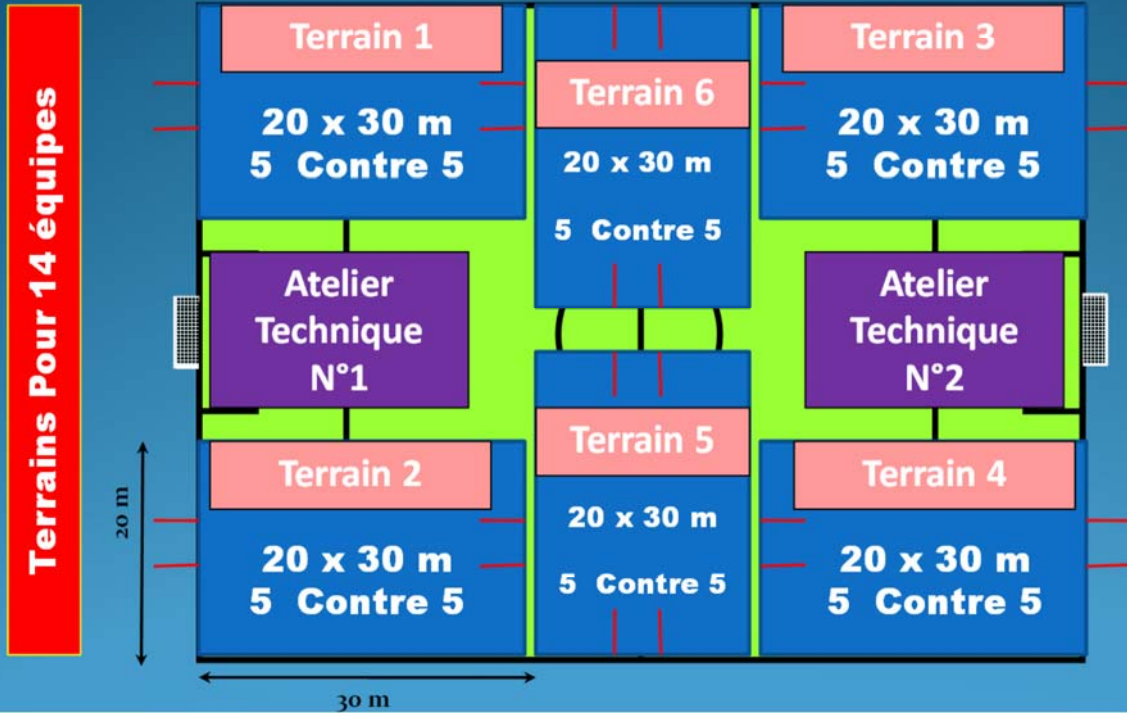 Terrains Pour 14 équipes
Terrain 1
20 x 30 m
5 Contre 5
Terrain 6
20 x 30 m
5 Contre 5
Terrain 3
20 x 30 m
5 Contre 5
Atelier
Technique
N°1
Atelier
Technique
N°2
Terrain 2
20 x 30 m
5 Contre 5
Terrain 5
20 x 30 m
5 Contre 5
Terrain 4
20 x 30 m
5 Contre 5
20 m
30 m